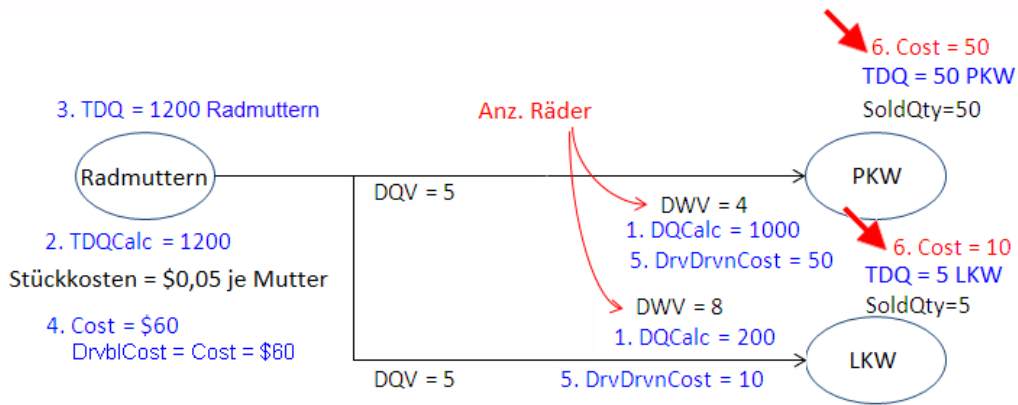 6. Cost = 50
TDQ = 50 PKW
SoldQty=50
3. TDQ = 1200 Radmuttern
Anz. Räder
Radmuttern
DQV = 5
PKW
DWV = 4
1. DQCalc = 1000
5. DrvDrvnCost = 50
2. TDQCalc = 1200
Stückkosten = $0,05 je Mutter
4. Cost = $60
DrvblCost = Cost = $60
6. Cost = 10
TDQ = 5 LKW
SoldQty=5
DWV = 8
1. DQCalc = 200
LKW
DQV = 5
5. DrvDrvnCost = 10